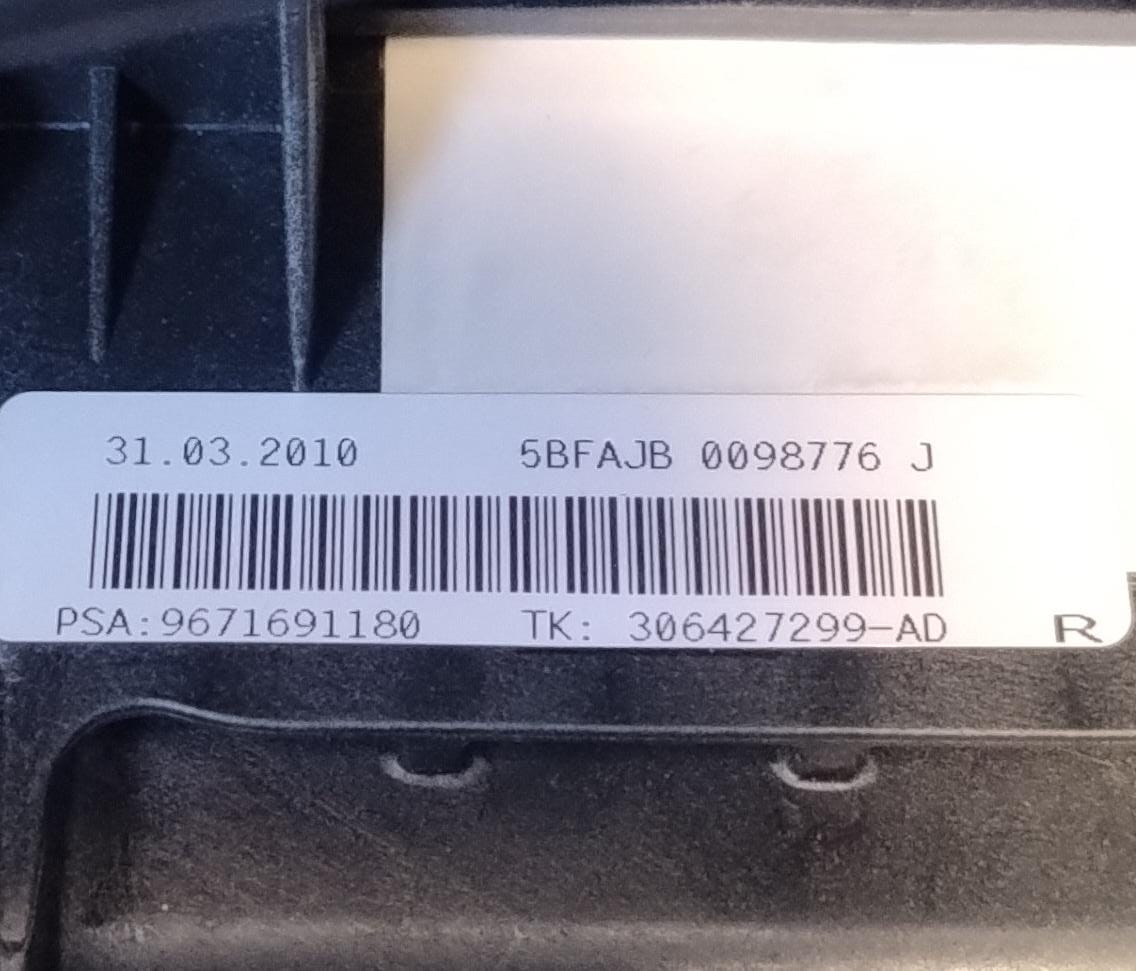 31.03.2010 5BFAJB 0098776 J
PSA:9671691180 TK: 306427299-AD R